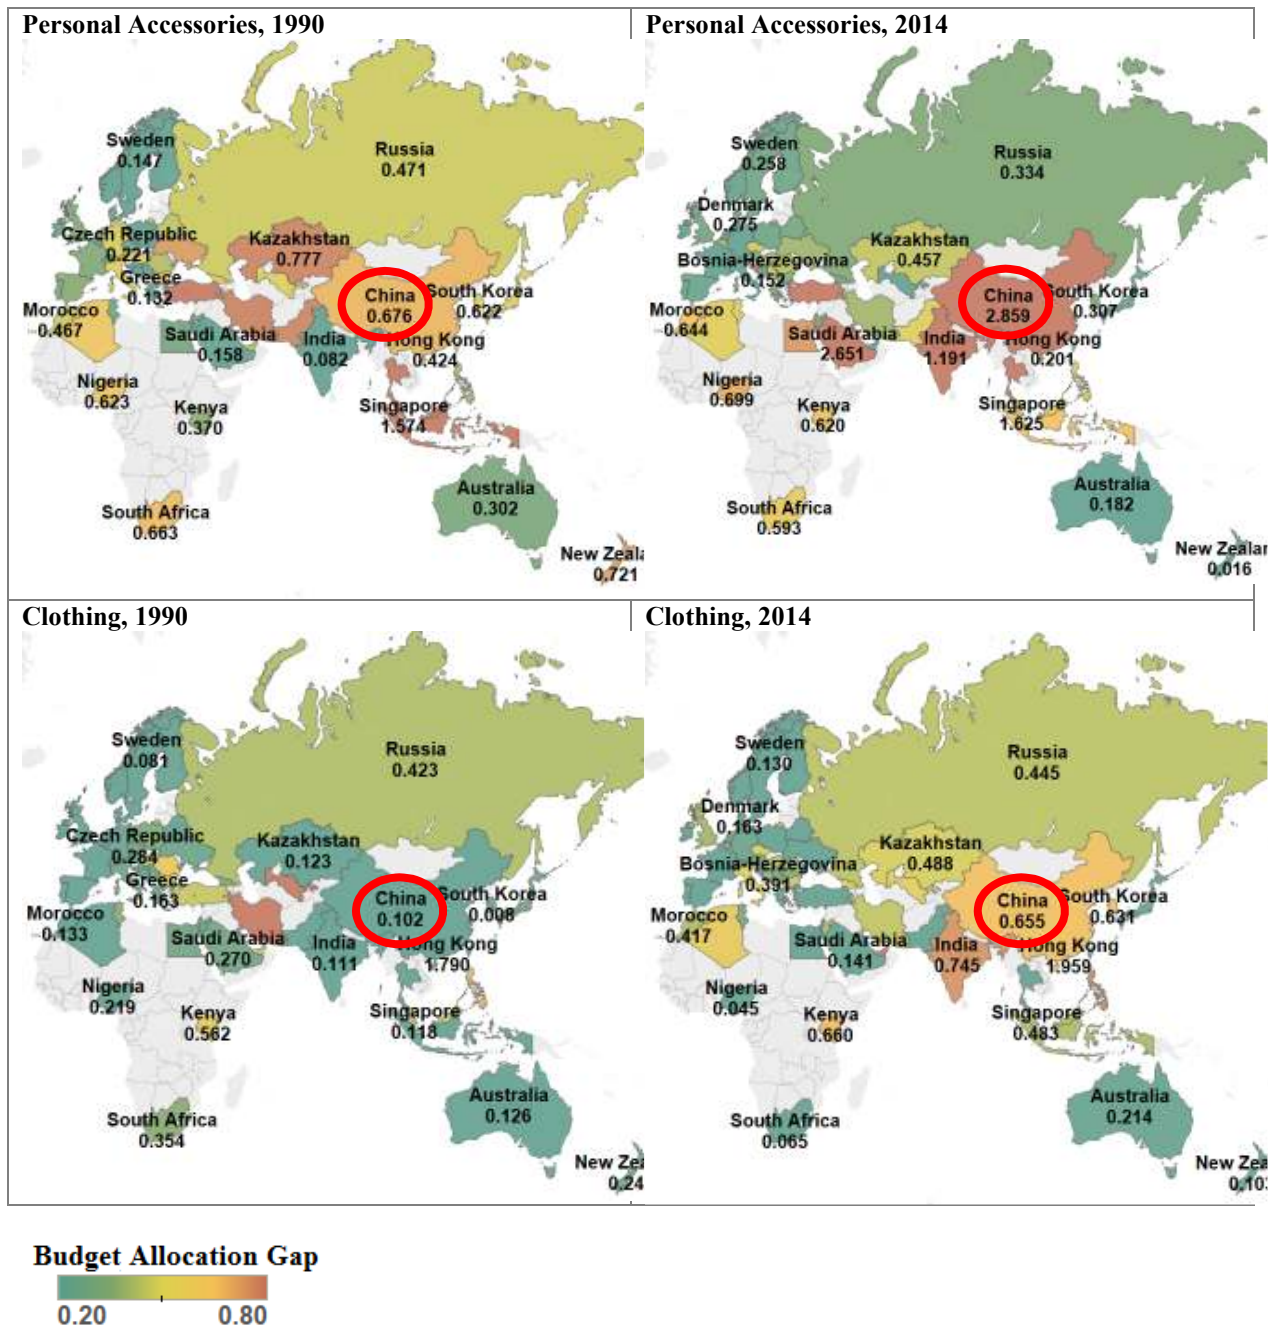 Personal Accessories, 1990
Sweden
0.147
Russia
0.471
Czech Republic
0.221
Kazakhstan
0.777
Greece
0.132
China
0.676
South Korea
0.622
Morocco
0.467
Saudi Arabia
0.158
India
0.082
Hong Kong
0.424
Nigeria
0.623
Kenya
0.370
Singapore
1.574
Australia
0.302
South Africa
0.663
New Zeala
0.721
Personal Accessories, 2014
Sweden
0.258
Russia
0.334
Denmark
0.275
Kazakhstan
0.457
Bosnia-Herzegovina
0.152
China
2.859
South Korea
0.307
Morocco
0.644
Saudi Arabia
2.651
India
1.191
Hong Kong
0.201
Nigeria
0.699
Kenya
0.620
Singapore
1.625
Australia
0.182
South Africa
0.593
New Zealar
0.016
Clothing, 1990
Sweden
0.081
Russia
0.423
Czech Republic
0.284
Kazakhstan
0.123
Greece
0.163
China
0.102
South Korea
0.008
Morocco
0.133
Saudi Arabia
0.270
India
0.111
Hong Kong
1.790
Nigeria
0.219
Kenya
0.562
Singapore
0.118
Australia
0.126
South Africa
0.354
New Zea
0.24
Clothing, 2014
Sweden
0.130
Russia
0.445
Denmark
0.163
Kazakhstan
0.488
Bosnia-Herzegovina
0.391
China
0.655
South Korea
0.631
Morocco
0.417
Saudi Arabia
0.141
India
0.745
Hong Kong
1.959
Nigeria
0.045
Kenya
0.660
Singapore
0.483
Australia
0.214
South Africa
0.065
New Zea
0.103
Budget Allocation Gap
0.20 0.80